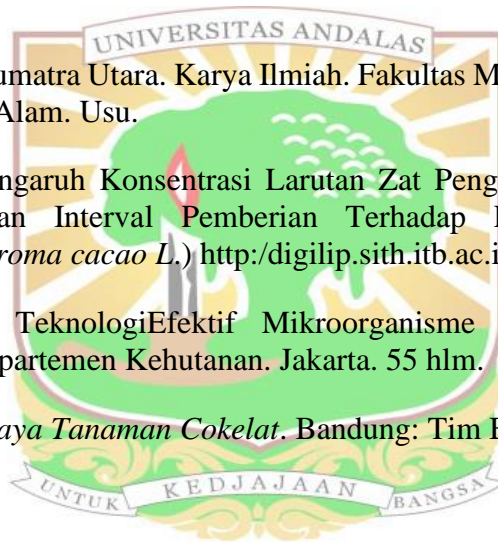 UNIVERSITAS ANDALAS
umatra Utara. Karya Ilmiah. Fakultas M
Alam. Usu.
ngaruh Konsentrasi Larutan Zat Peng
an Interval Pemberian Terhadap
roma cacao L.) http:/digilip.sith.itb.ac.i
TeknologiEfektif Mikroorganisme
partemen Kehutanan. Jakarta. 55 hlm.
aya Tanaman Cokelat. Bandung: Tim
UNTUK KEDJAJAAN BANGSA